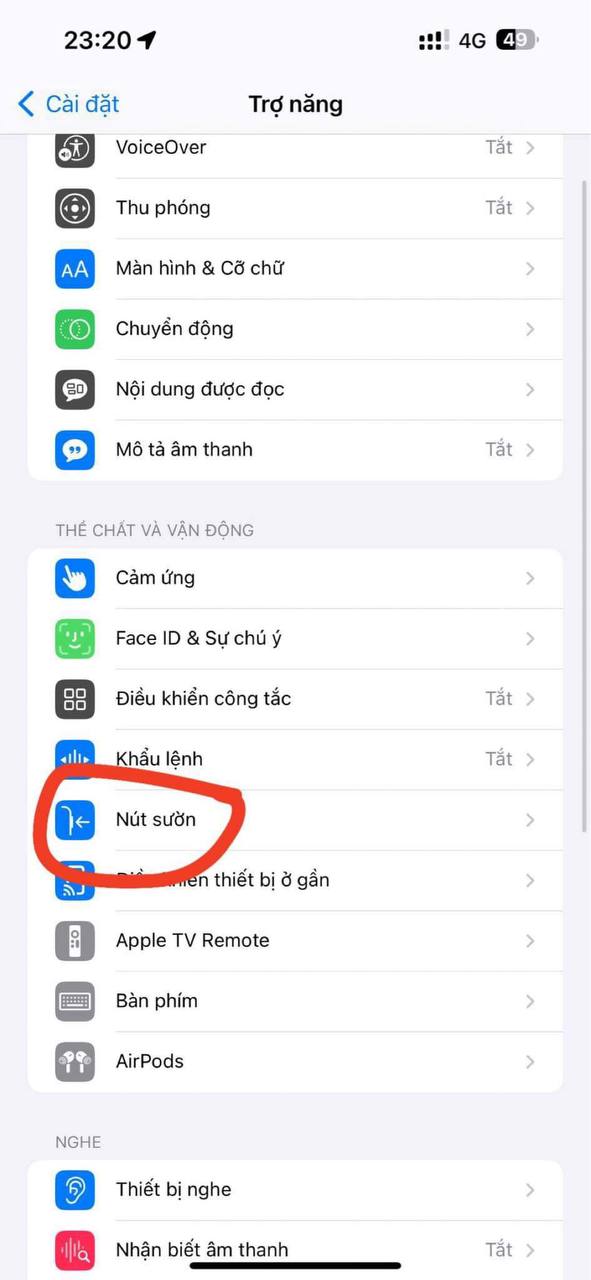 23:20
4G 49
Cài đặt
Trợ năng
VoiceOver Tắt
Thu phóng Tắt
AA Màn hình & Cỡ chữ
Chuyển động
Nội dung được đọc
Mô tả âm thanh Tắt
THỂ CHẤT VÀ VẬN ĐỘNG
Cảm ứng
Face ID & Sự chú ý
Điều khiển công tắc Tắt
Khẩu lệnh Tắt
Nút sườn
Điều khiển thiết bị ở gần
Apple TV Remote
Bàn phím
AirPods
NGHE
Thiết bị nghe
Nhận biết âm thanh Tắt